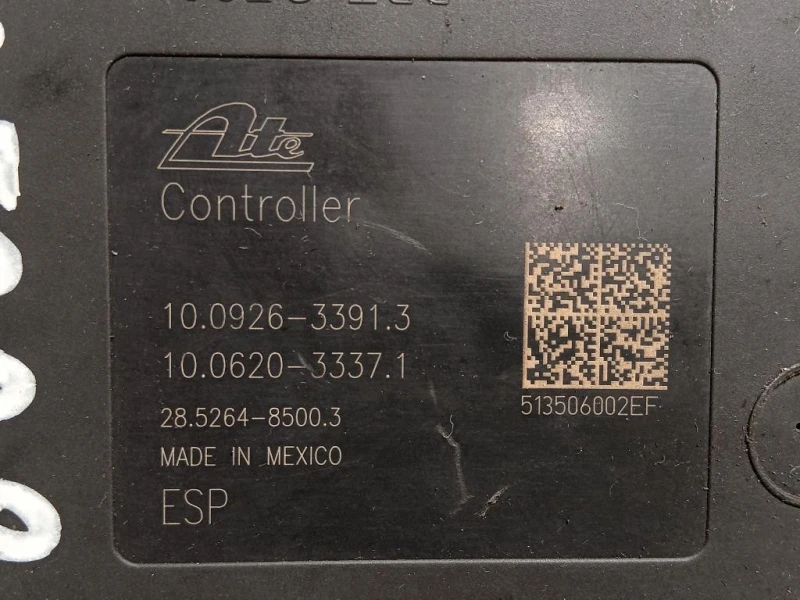 Ate
Controller
10.0926-3391.3
10.0620-3337.1
28.5264-8500.3
MADE IN MEXICO
ESP
513506002EF